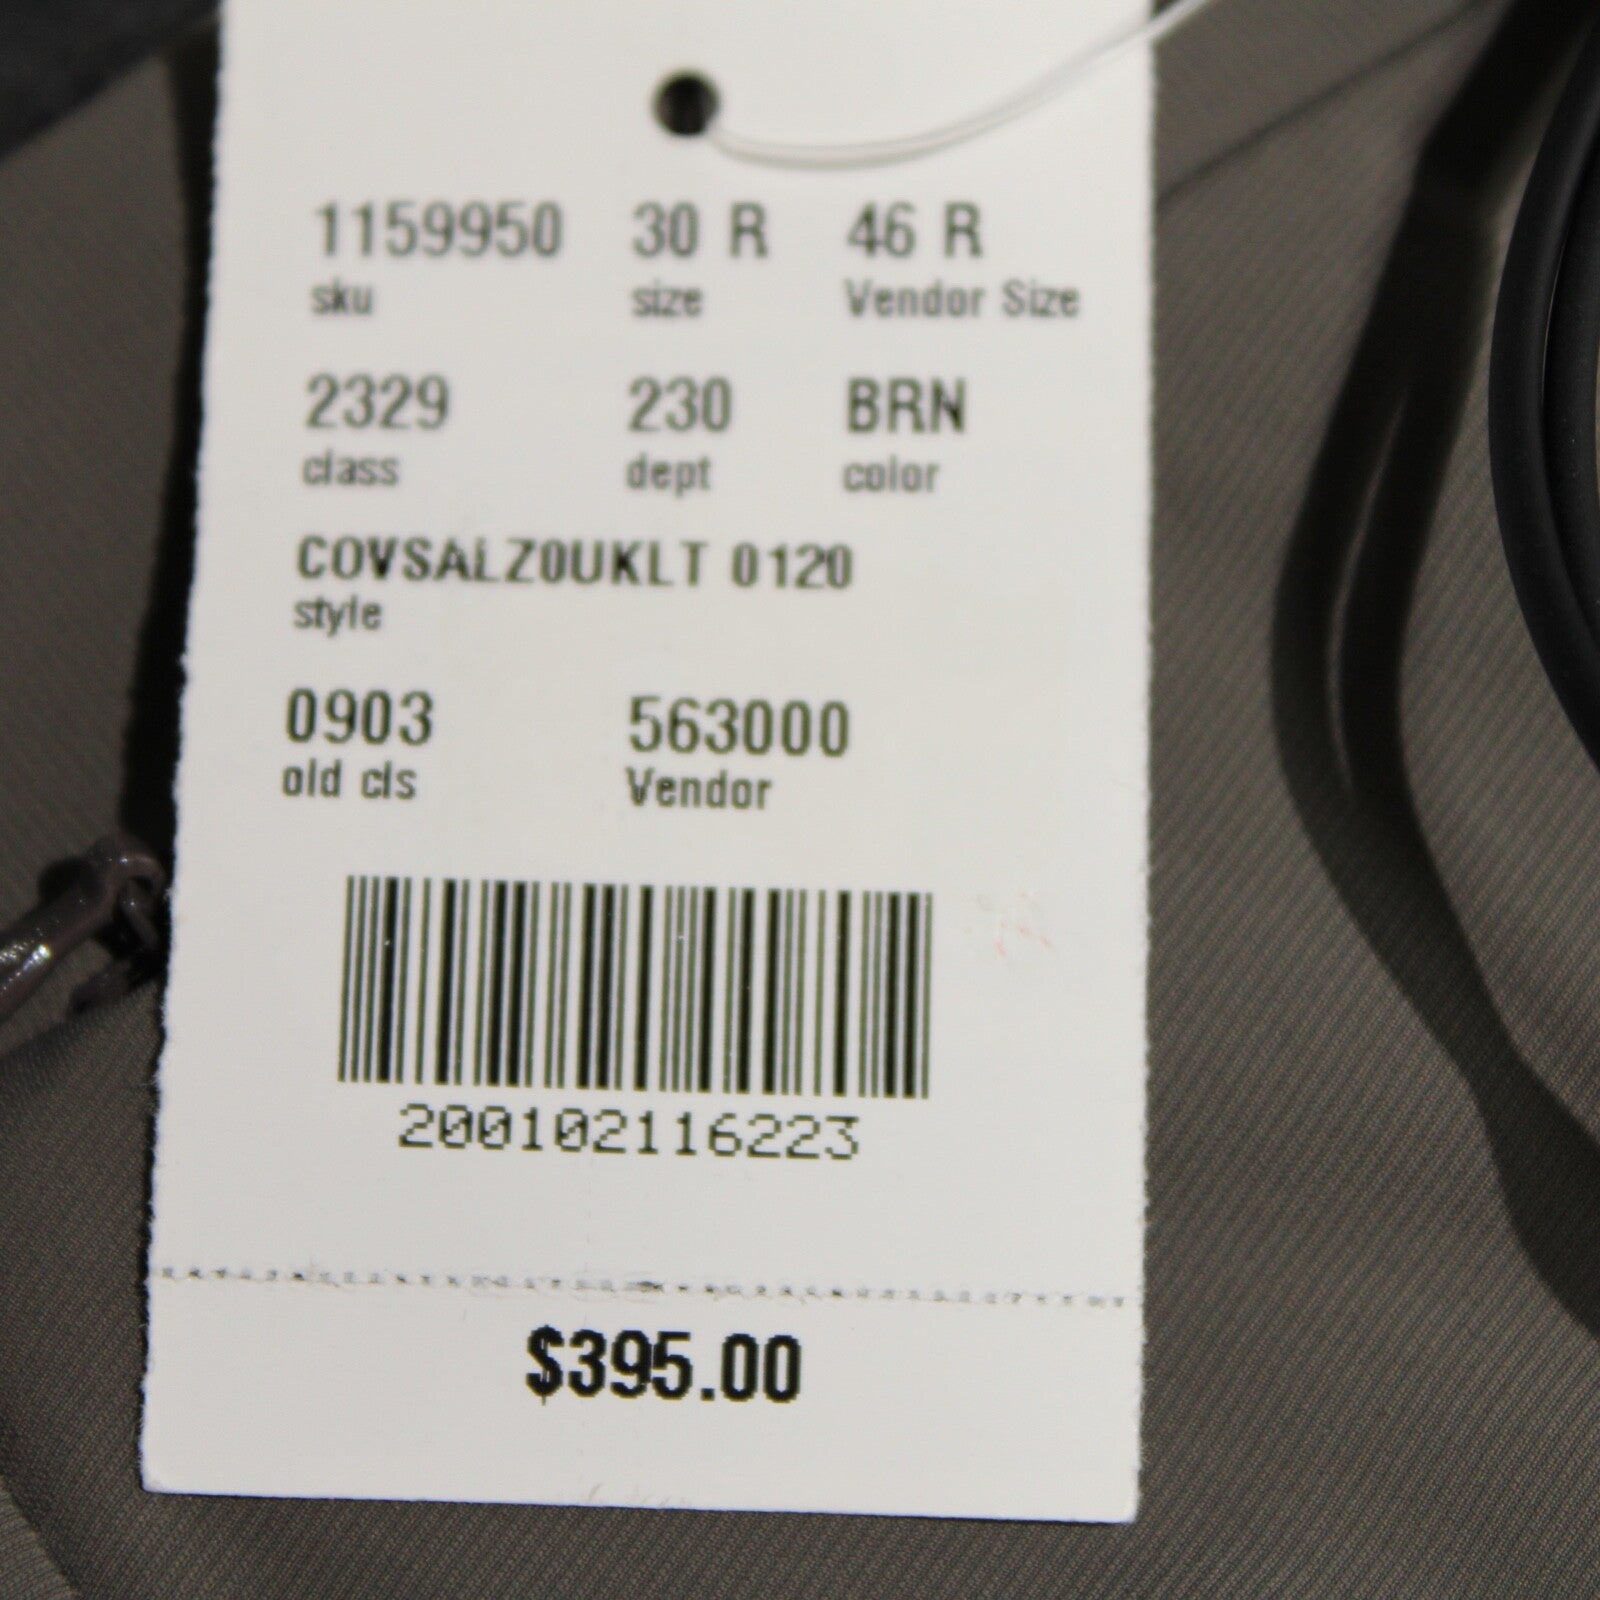 1159950 30 R 46 R
sku size Vendor Size
2329 230 BRN
class dept color
COVSALZ0UKLT 0120
style
0903 563000
old cls Vendor
200102116223
$395.00